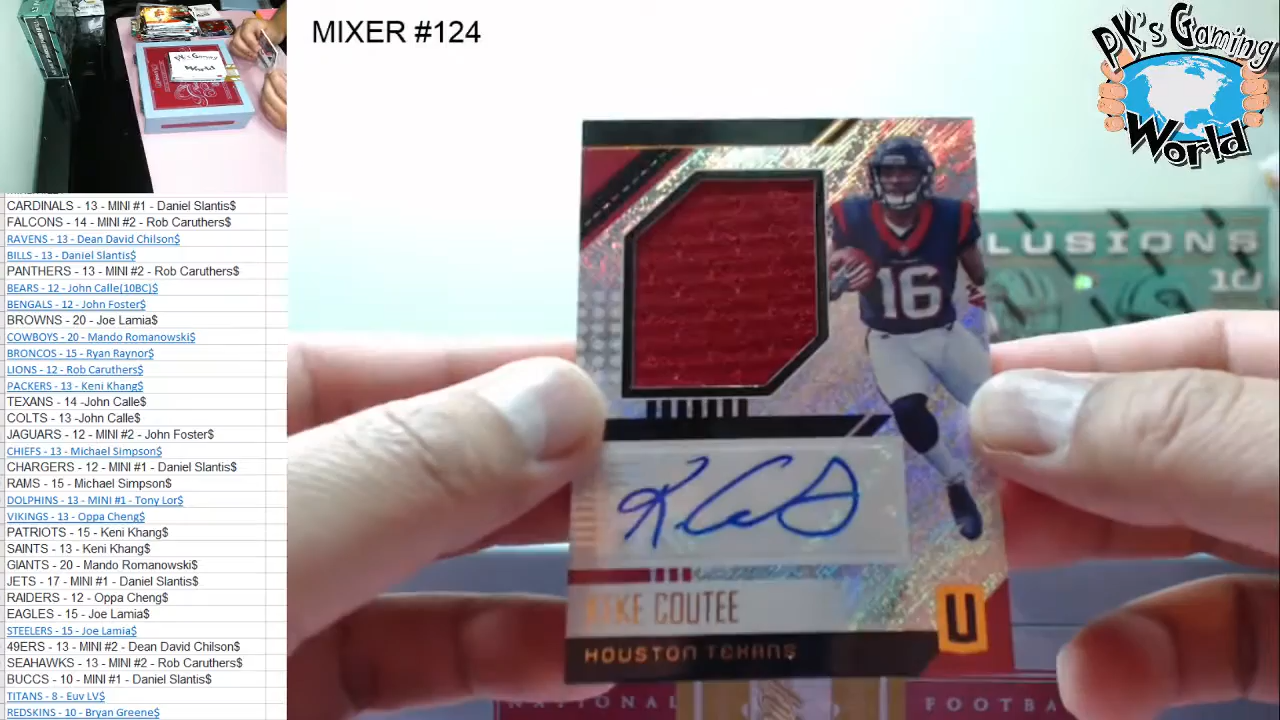 MIXER #124
PK's Gaming
World
PK's Gaming
World
CARDINALS - 13 - MINI #1 - Daniel Slantis$
FALCONS - 14 - MINI #2 - Rob Caruthers$
RAVENS - 13 - Dean David Chilson$
BILLS - 13 - Daniel Slantis$
PANTHERS - 13 - MINI #2 - Rob Caruthers$
BEARS - 12 - John Calle(10BC)$
BENGALS - 12 - John Foster$
BROWNS - 20 - Joe Lamia$
COWBOYS - 20 - Mando Romanowski$
BRONCOS - 15 - Ryan Raynor$
LIONS - 12 - Rob Caruthers$
PACKERS - 13 - Keni Khang$
TEXANS - 14 -John Calle$
COLTS - 13 -John Calle$
JAGUARS - 12 - MINI #2 - John Foster$
CHIEFS - 13 - Michael Simpson$
CHARGERS - 12 - MINI #1 - Daniel Slantis$
RAMS - 15 - Michael Simpson$
DOLPHINS - 13 - MINI #1 - Tony Lor$
VIKINGS - 13 - Oppa Cheng$
PATRIOTS - 15 - Keni Khang$
SAINTS - 13 - Keni Khang$
GIANTS - 20 - Mando Romanowski$
JETS - 17 - MINI #1 - Daniel Slantis$
RAIDERS - 12 - Oppa Cheng$
EAGLES - 15 - Joe Lamia$
STEELERS - 15 - Joe Lamia$
49ERS - 13 - MINI #2 - Dean David Chilson$
SEAHAWKS - 13 - MINI #2 - Rob Caruthers$
BUCCS - 10 - MINI #1 - Daniel Slantis$
TITANS - 8 - Euv LV$
REDSKINS - 10 - Bryan Greene$
16
LUSIONS
10
KEKE COUTEE
U
HOUSTON TEXANS
NATIONAL FOOTBA